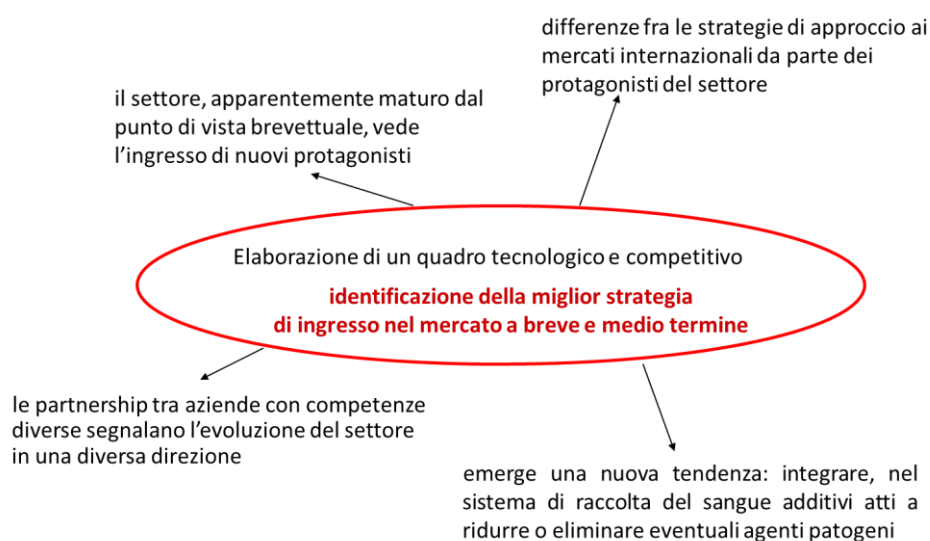 differenze fra le strategie di approccio ai
mercati internazionali da parte dei
protagonisti del settore
il settore, apparentemente maturo dal
punto di vista brevettuale, vede
l'ingresso di nuovi protagonisti
Elaborazione di un quadro tecnologico e competitivo
identificazione della miglior strategia
di ingresso nel mercato a breve e medio termine
le partnership tra aziende con competenze
diverse segnalano l'evoluzione del settore
in una diversa direzione
emerge una nuova tendenza: integrare, nel
sistema di raccolta del sangue additivi atti a
ridurre o eliminare eventuali agenti patogeni